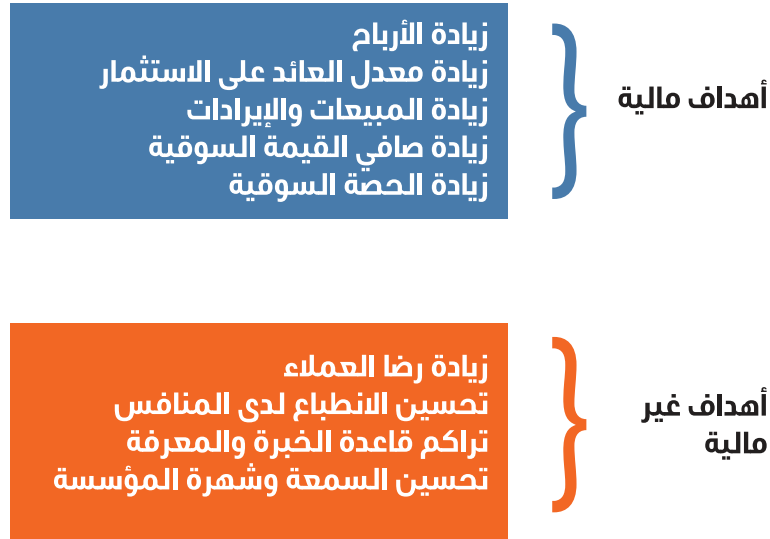 أهداف مالية
زيادة الأرباح
زيادة معدل العائد على الاستثمار
زيادة المبيعات والإيرادات
زيادة صافي القيمة السوقية
زيادة الحصة السوقية
أهداف غير
مالية
زيادة رضا العملاء
تحسين الانطباع لدى المنافس
تراكم قاعدة الخبرة والمعرفة
تحسين السمعة وشهرة المؤسسة